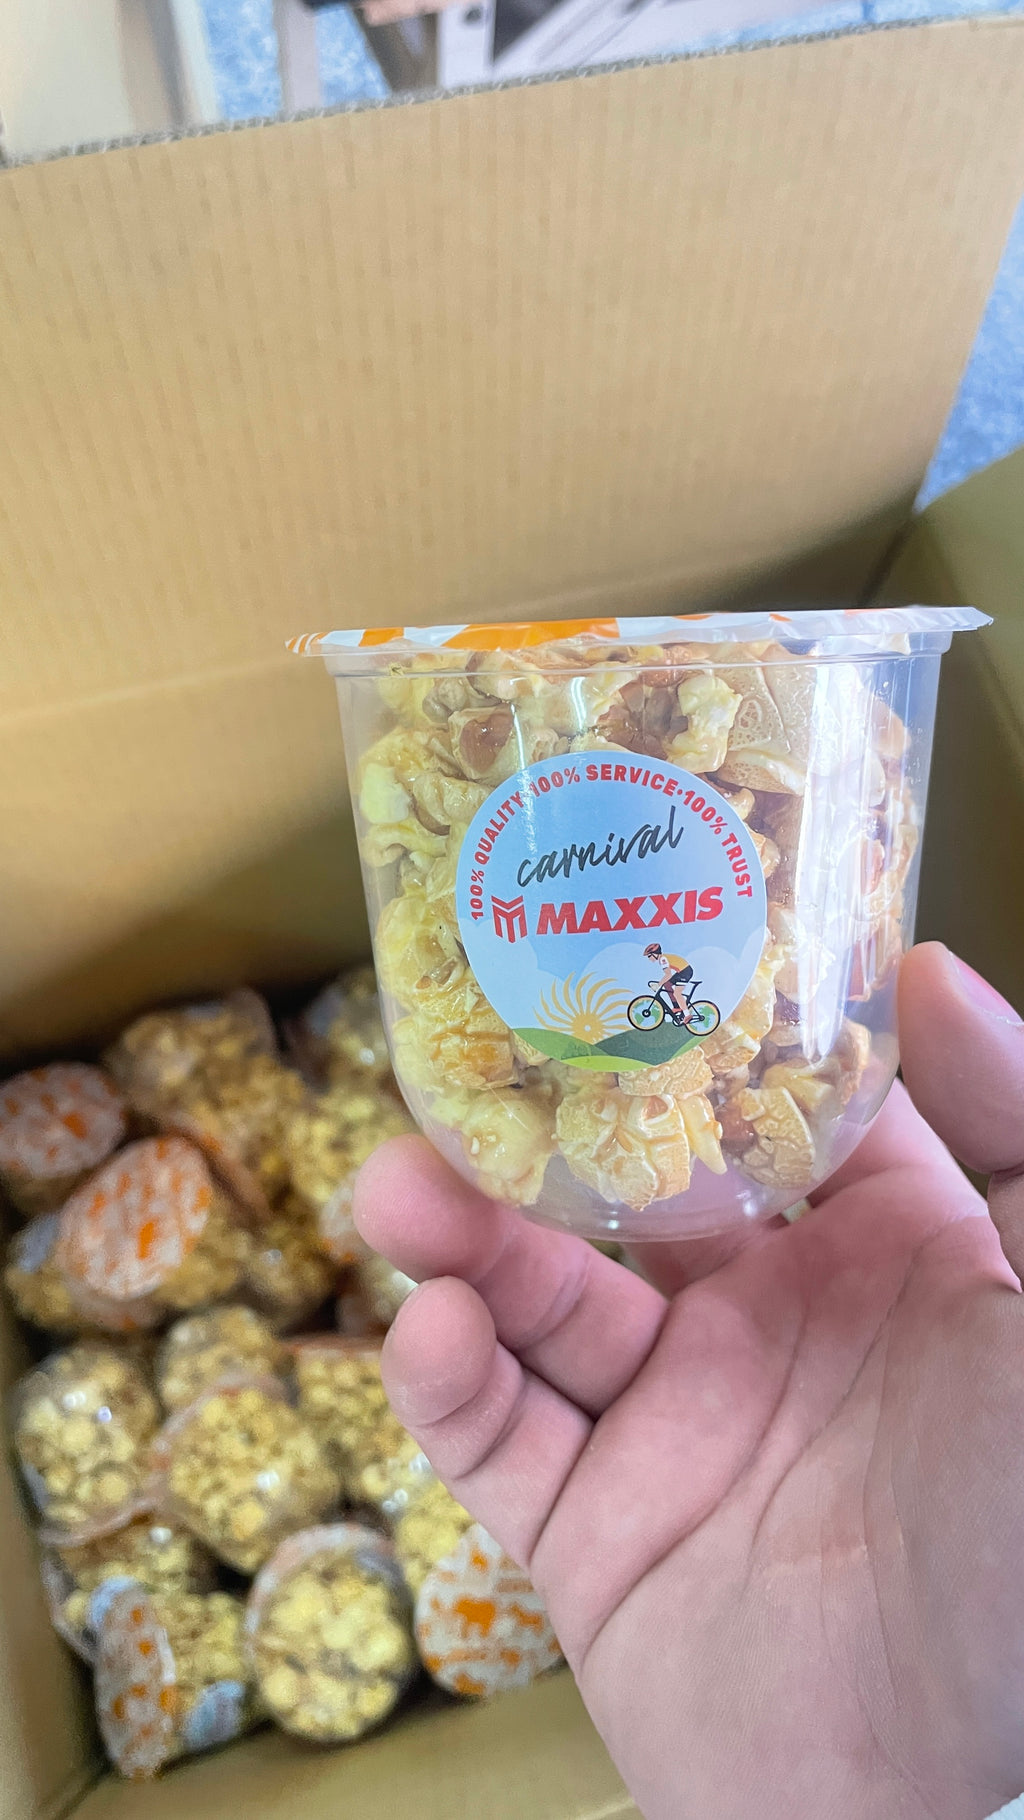 100% QUALITY·100% SERVICE·100% TRUST
carnival
MAXXIS